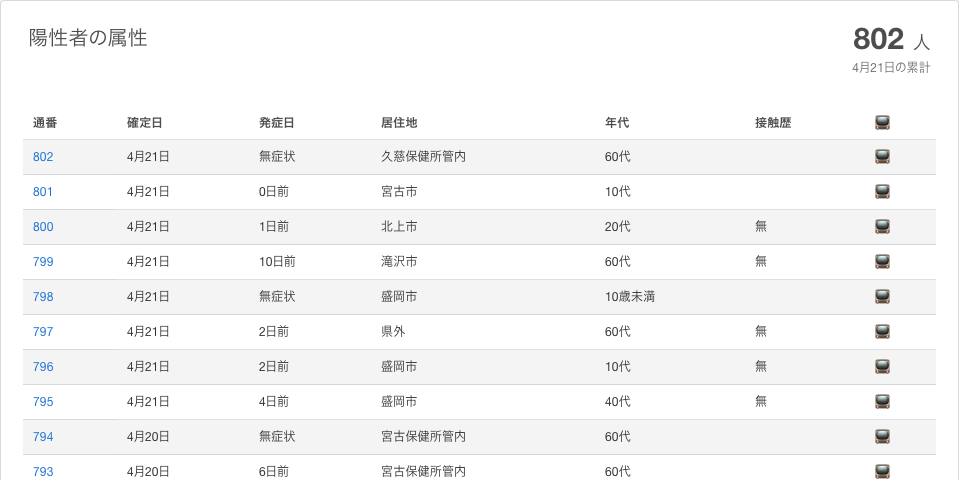 陽性者の属性
802 人
4月21日の累計
通番 確定日 発症日 居住地 年代 接触歴
802 4月21日 無症状 久慈保健所管内 60代
801 4月21日 0日前 宮古市 10代
800 4月21日 1日前 北上市 20代 無
799 4月21日 10日前 滝沢市 60代 無
798 4月21日 無症状 盛岡市 10歳未満
797 4月21日 2日前 県外 60代 無
796 4月21日 2日前 盛岡市 10代 無
795 4月21日 4日前 盛岡市 40代 無
794 4月20日 無症状 宮古保健所管内 60代
793 4月20日 6日前 宮古保健所管内 60代